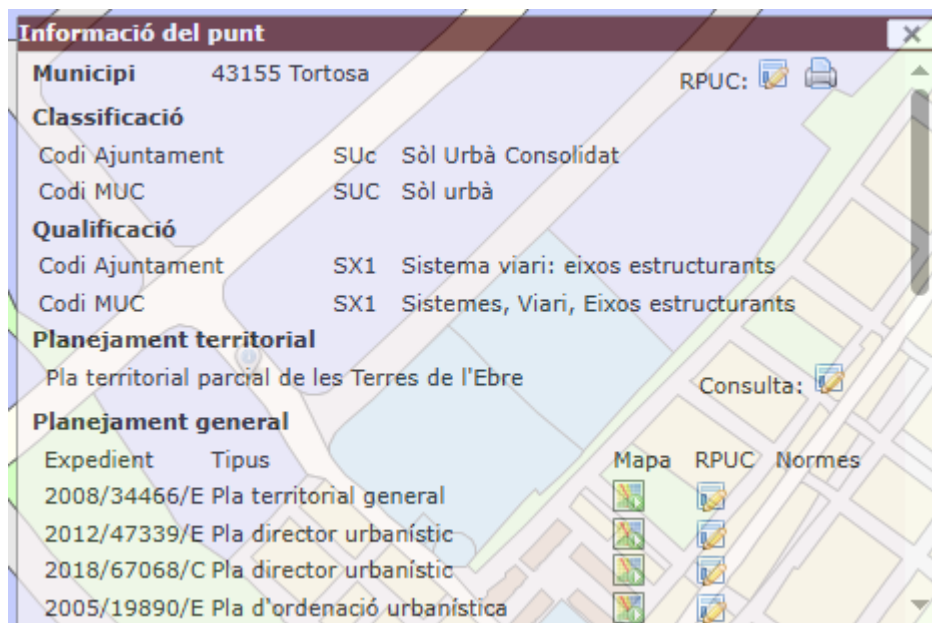 Informació del punt
Municipi 43155 Tortosa RPUC:
Classificació
Codi Ajuntament SUc Sòl Urbà Consolidat
Codi MUC SUC Sòl urbà
Qualificació
Codi Ajuntament SX1 Sistema viari: eixos estructurants
Codi MUC SX1 Sistemes, Viari, Eixos estructurants
Planejament territorial
Pla territorial parcial de les Terres de l'Ebre Consulta:
Planejament general
Expedient Tipus Mapa RPUC Normes
2008/34466/E Pla territorial general
2012/47339/E Pla director urbanístic
2018/67068/C Pla director urbanístic
2005/19890/E Pla d'ordenació urbanística